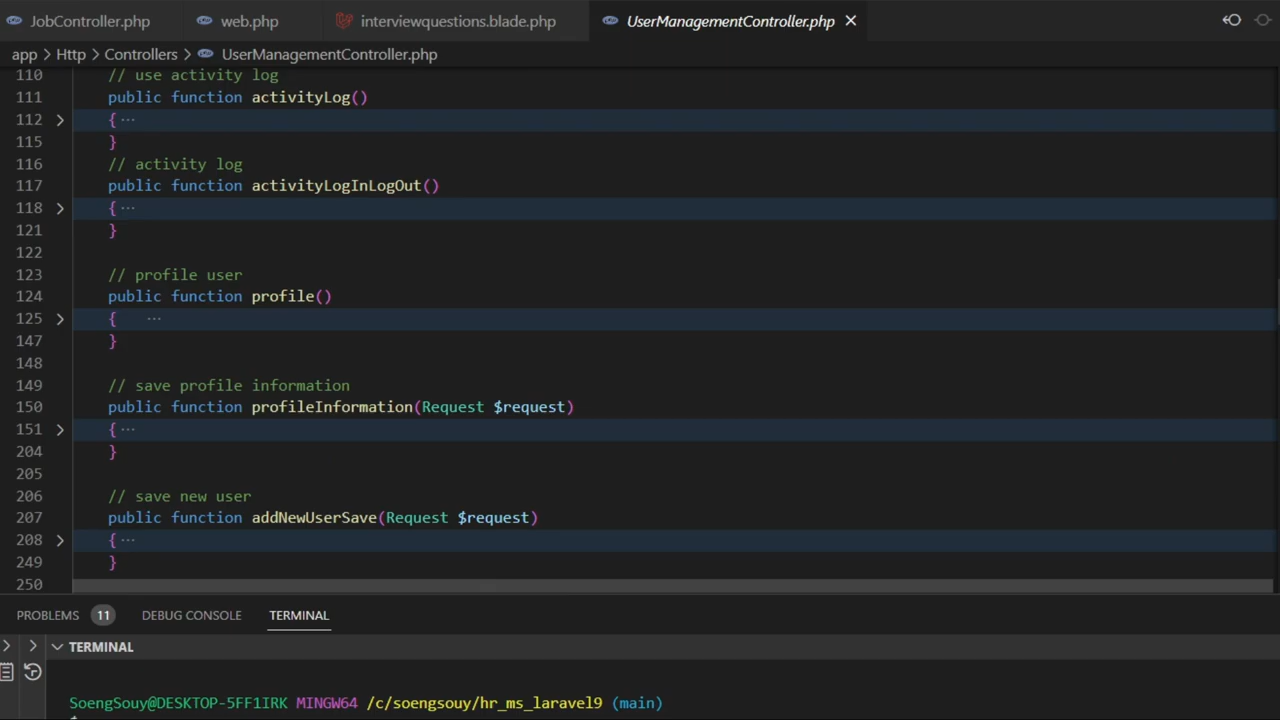 JobController.php web.php interviewquestions.blade.php UserManagementController.php
app > Http > Controllers > UserManagementController.php
110 // use activity log
111 public function activityLog()
112 { ···
115 }
116 // activity log
117 public function activityLogInLogOut()
118 { ···
121 }
122
123 // profile user
124 public function profile()
125 { ···
147 }
148
149 // save profile information
150 public function profileInformation(Request $request)
151 { ···
204 }
205
206 // save new user
207 public function addNewUserSave(Request $request)
208 { ···
249 }
250
PROBLEMS 11 DEBUG CONSOLE TERMINAL
TERMINAL
SoengSouy@DESKTOP-5FF1IRK MINGW64 /c/soengsouy/hr_ms_laravel9 (main)